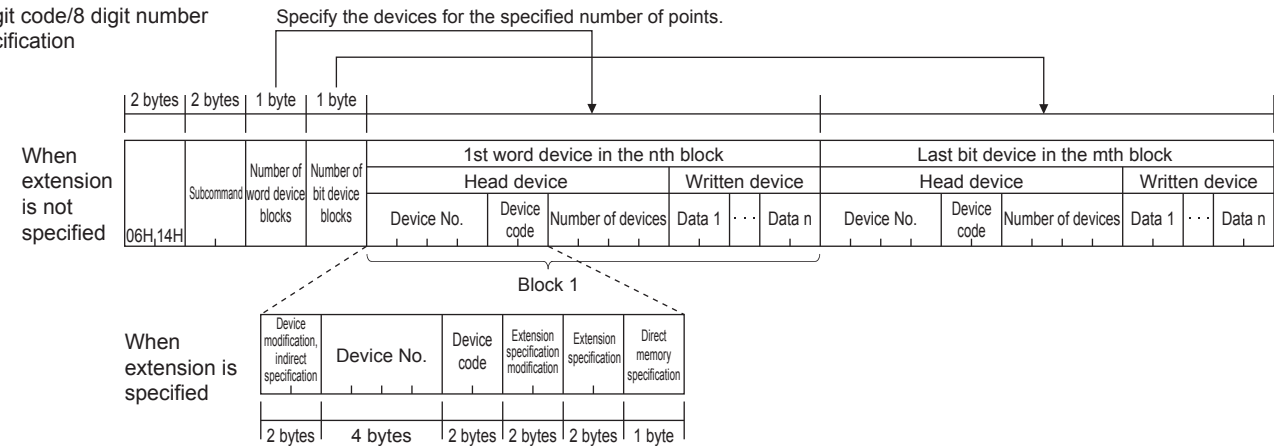 git code/8 digit number
cification
Specify the devices for the specified number of points.
2 bytes 2 bytes 1 byte 1 byte
When
extension
is not
specified
06H 14H
Subcommand
Number of
word device
blocks
Number of
bit device
blocks
1st word device in the nth block
Head device
Written device
Device No.
Device
code
Number of devices
Data 1
···
Data n
Last bit device in the mth block
Head device
Written device
Device No.
Device
code
Number of devices
Data 1
···
Data n
Block 1
When
extension is
specified
Device
modification,
indirect
specification
Device No.
Device
code
Extension
specification
modification
Extension
specification
Direct
memory
specification
2 bytes 4 bytes 2 bytes 2 bytes 2 bytes 1 byte